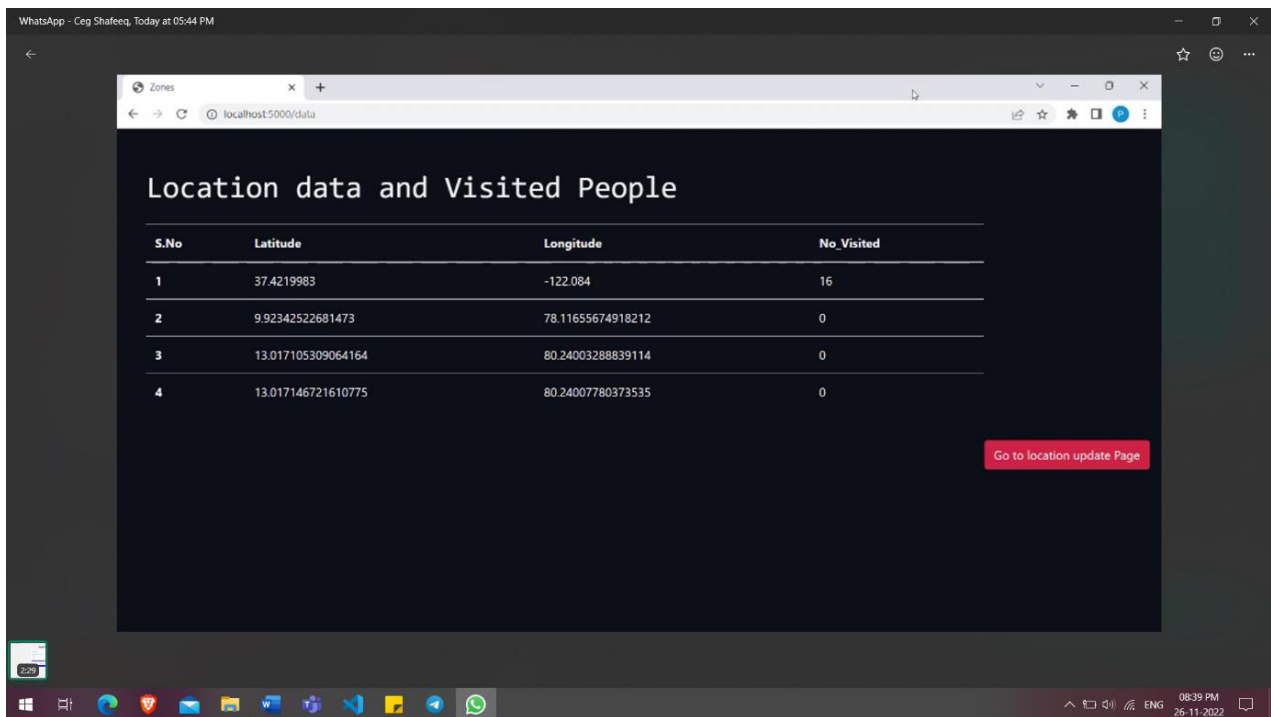 WhatsApp - Ceg Shafeeq, Today at 05:44 PM
Zones
localhost:5000/data
P
Location data and Visited People
S.No Latitude Longitude No_Visited
1 37.4219983 -122.084 16
2 9.92342522681473 78.11655674918212 0
3 13.017105309064164 80.24003288839114 0
4 13.017146721610775 80.24007780373535 0
Go to location update Page
2:29
ENG 08:39 PM
26-11-2022